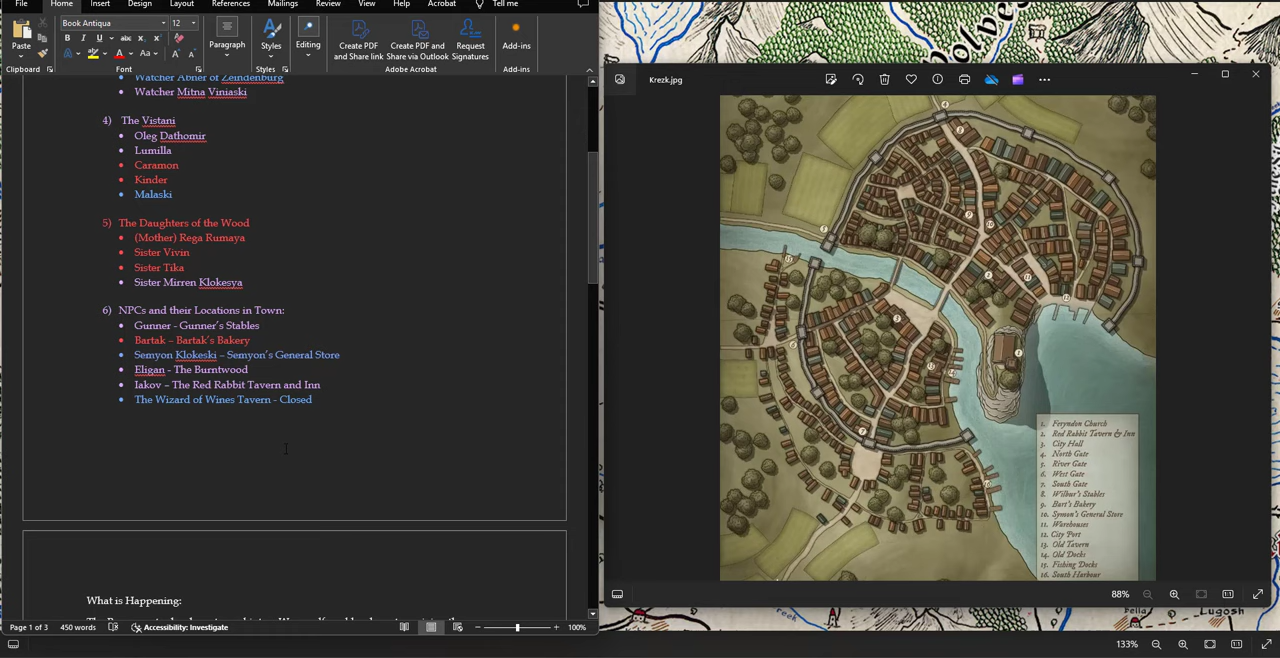 File Home Insert Design Layout References Mailings Review View Help Acrobat Tell me
Book Antiqua 12
Paste
B I U abc x x
A A Aa A A
Paragraph
Styles
Editing
Create PDF and Share link
Create PDF and Share via Outlook
Request Signatures
Add-ins
Clipboard Font Styles Adobe Acrobat Add-ins
Watcher Abner of Zeindenburg
• Watcher Mitna Viniaski
4) The Vistani
• Oleg Dathomir
• Lumilla
• Caramon
• Kinder
• Malaski
5) The Daughters of the Wood
• (Mother) Rega Rumaya
• Sister Vivin
• Sister Tika
• Sister Mirren Klokesya
6) NPCs and their Locations in Town:
• Gunner - Gunner's Stables
• Bartak – Bartak's Bakery
• Semyon Klokeski – Semyon's General Store
• Eligan - The Burntwood
• Iakov – The Red Rabbit Tavern and Inn
• The Wizard of Wines Tavern - Closed
What is Happening:
Page 1 of 3 450 words Accessibility: Investigate 100%
Krezk.jpg
1. Feryndon Church
2. Red Rabbit Tavern & Inn
3. City Hall
4. North Gate
5. River Gate
6. West Gate
7. South Gate
8. Wilbur's Stables
9. Bart's Bakery
10. Symon's General Store
11. Warehouses
12. City Port
13. Old Tavern
14. Old Docks
15. Fishing Docks
16. South Harbour
88%
Creek
Lugosh
133%